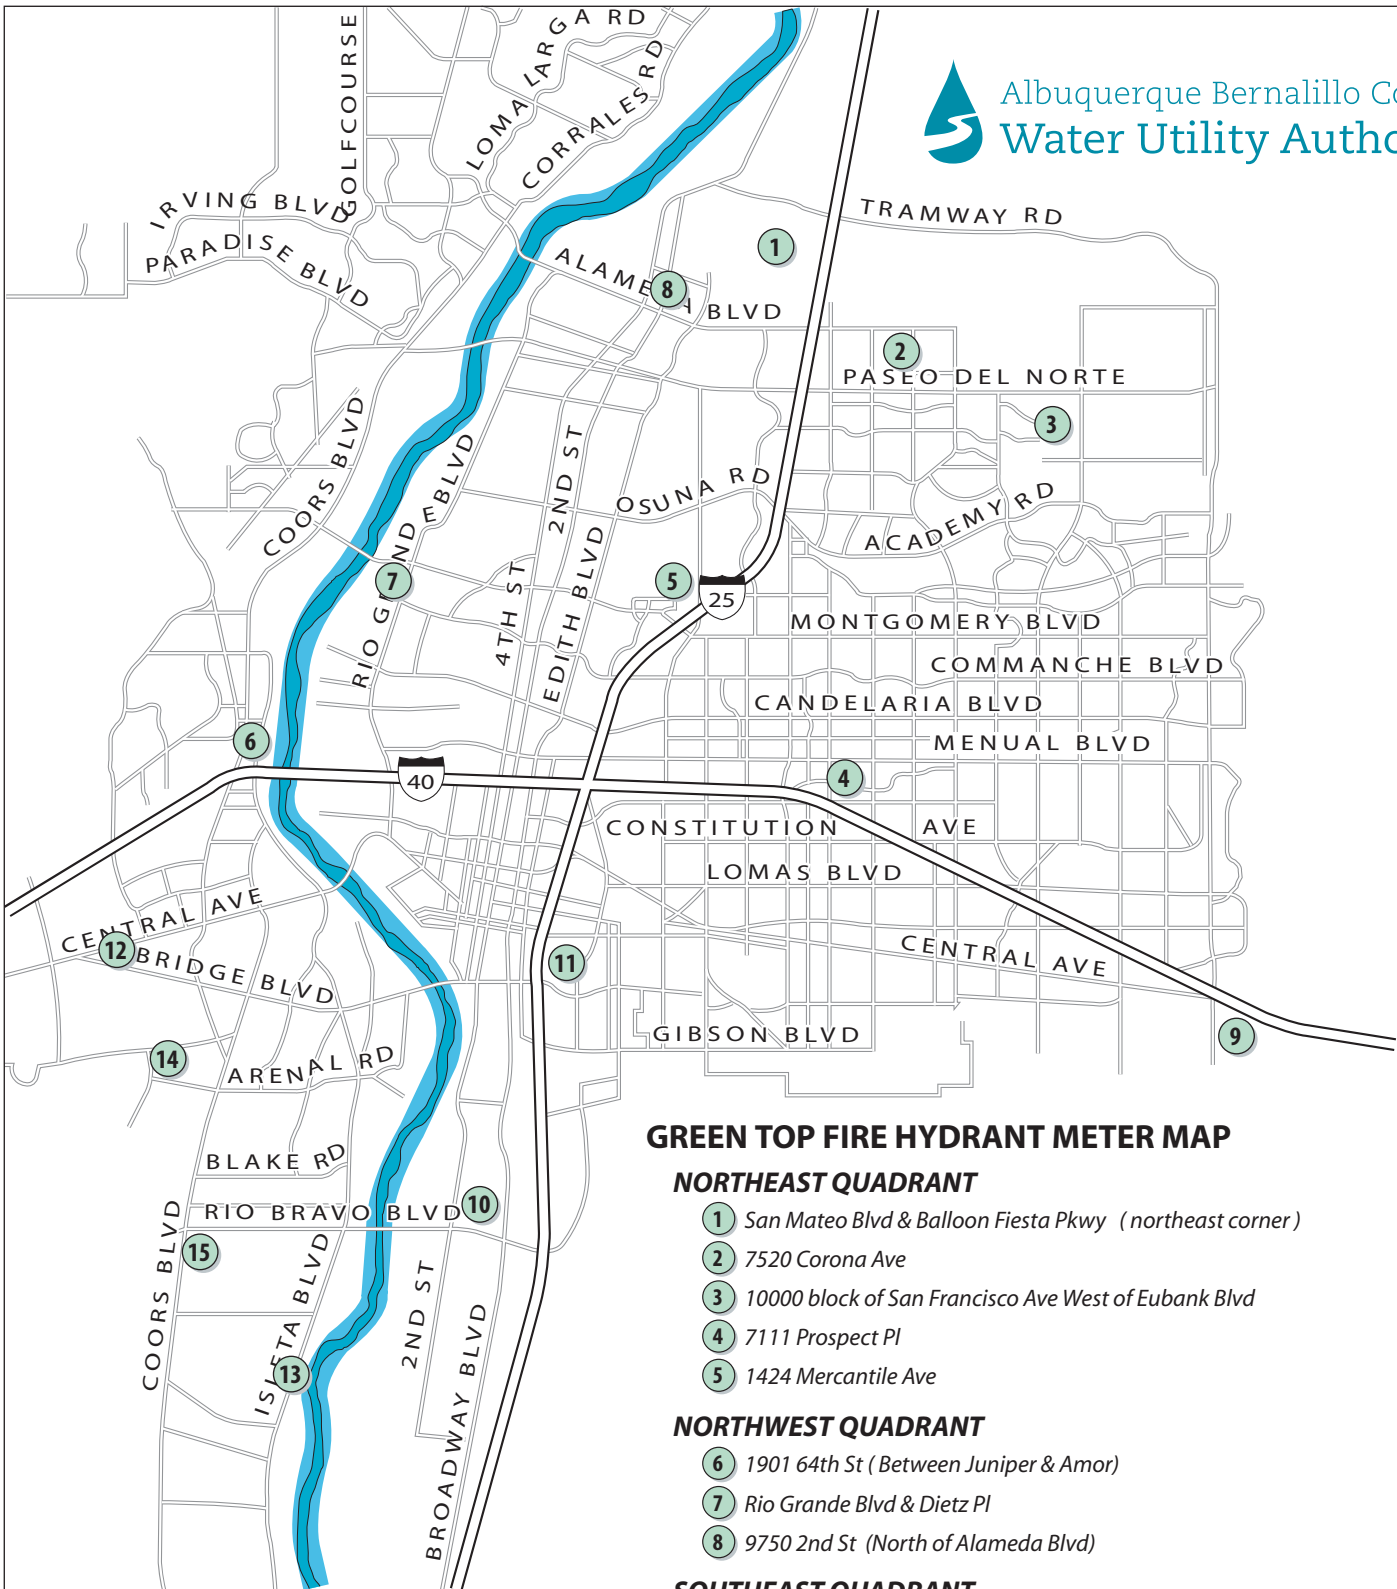 Albuquerque Bernalillo Co
Water Utility Autho
GOLFCOURSE
LOMA LARGA RD
CORRALES RD
IRVING BLVD
PARADISE BLVD
TRAMWAY RD
1
ALAMEDA BLVD
8
2
PASEO DEL NORTE
3
COORS BLVD
RIO GRANDE BLVD
2ND ST
OSUNA RD
ACADEMY RD
7
4TH ST
EDITH BLVD
5
25
MONTGOMERY BLVD
COMMANCHE BLVD
CANDELARIA BLVD
MENUAL BLVD
6
40
4
CONSTITUTION AVE
LOMAS BLVD
CENTRAL AVE
12
BRIDGE BLVD
11
CENTRAL AVE
GIBSON BLVD
9
14
ARENAL RD
BLAKE RD
RIO BRAVO BLVD
10
15
COORS BLVD
ISLETA BLVD
13
2ND ST
BROADWAY BLVD
GREEN TOP FIRE HYDRANT METER MAP
NORTHEAST QUADRANT
1 San Mateo Blvd & Balloon Fiesta Pkwy ( northeast corner )
2 7520 Corona Ave
3 10000 block of San Francisco Ave West of Eubank Blvd
4 7111 Prospect Pl
5 1424 Mercantile Ave
NORTHWEST QUADRANT
6 1901 64th St ( Between Juniper & Amor)
7 Rio Grande Blvd & Dietz Pl
8 9750 2nd St (North of Alameda Blvd)
SOUTHEAST QUADRANT